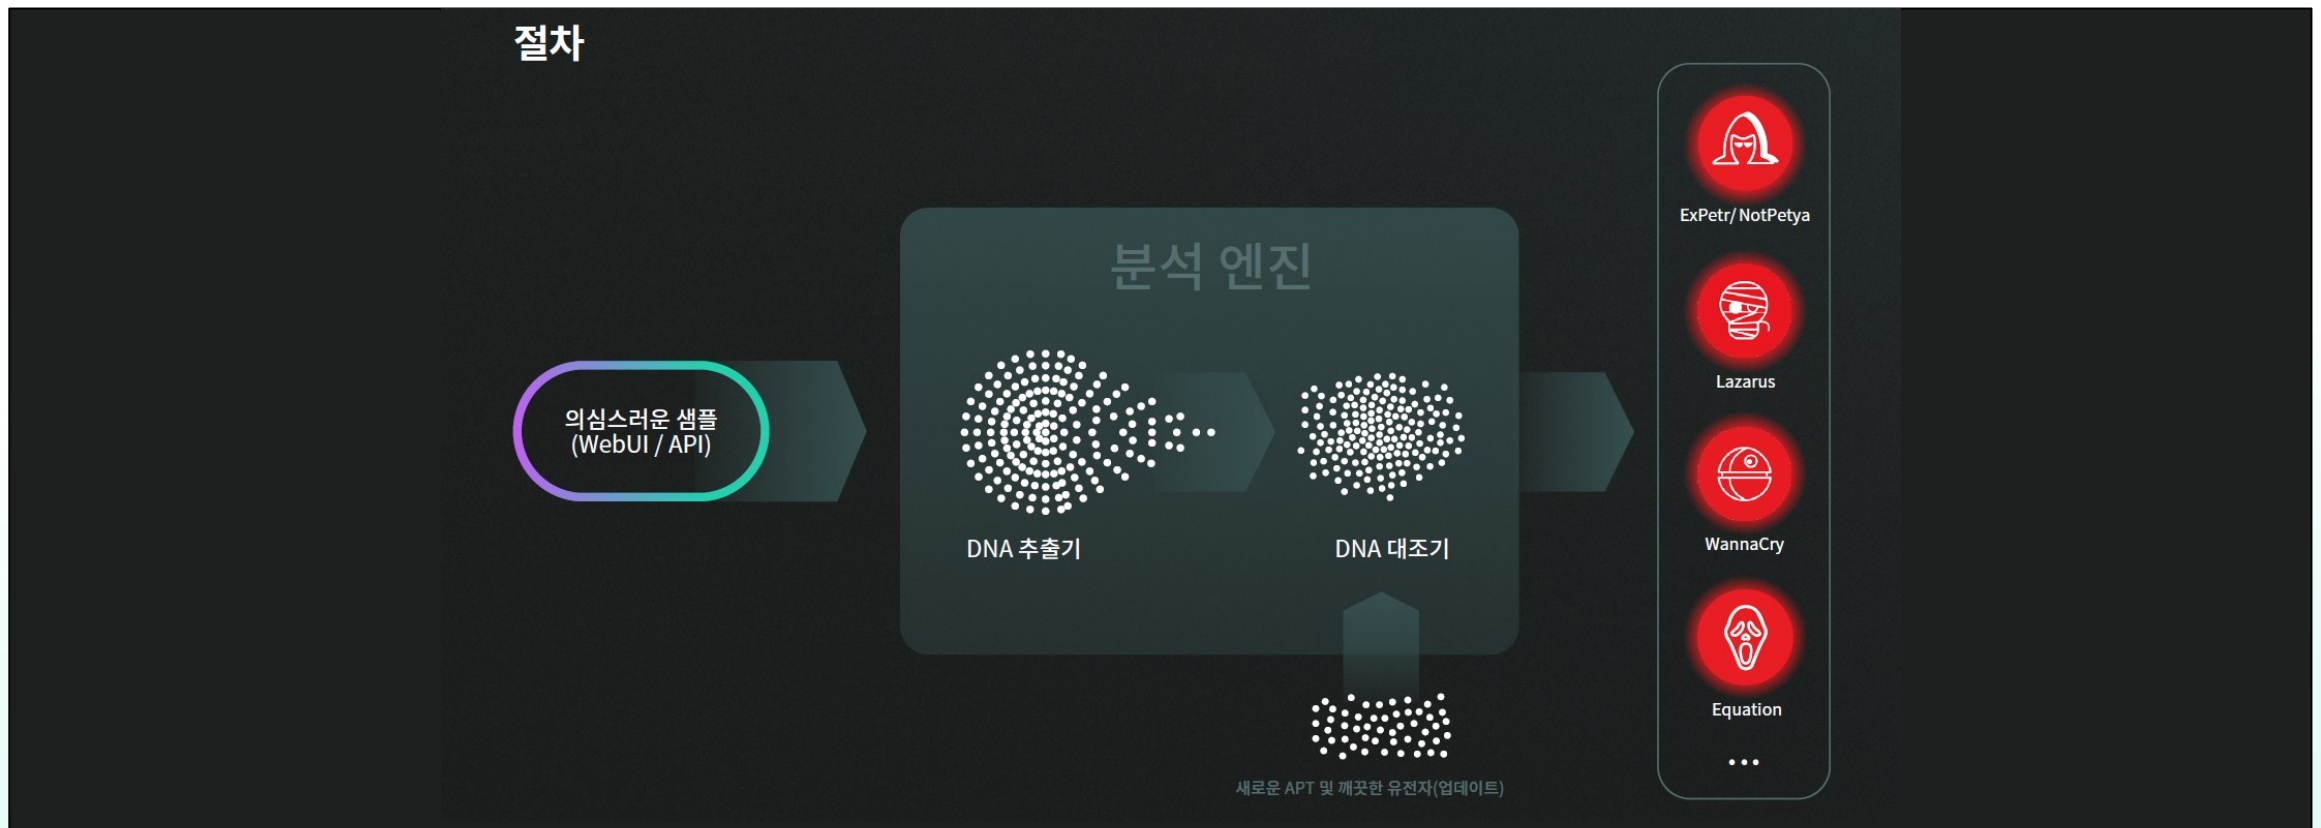 절차
의심스러운 샘플
(WebUI / API)
분석 엔진
DNA 추출기
DNA 대조기
새로운 APT 및 깨끗한 유전자(업데이트)
ExPetr/ NotPetya
Lazarus
WannaCry
Equation
...